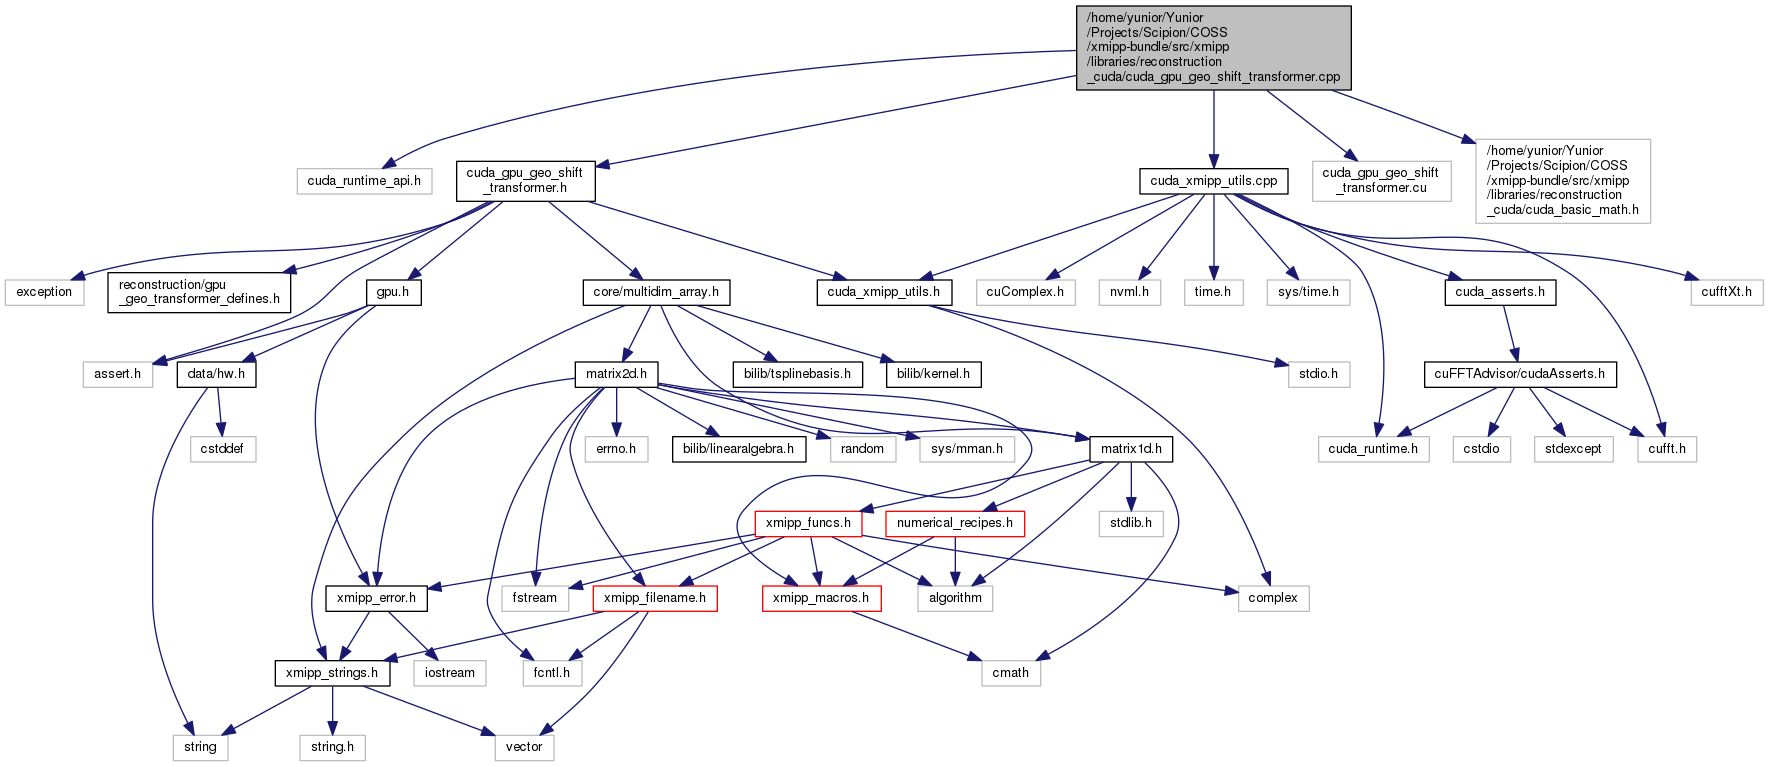 /home/yunior/Yunior
/Projects/Scipion/COSS
/xmipp-bundle/src/xmipp
/libraries/reconstruction
_cuda/cuda_gpu_geo_shift_transformer.cpp
cuda_runtime_api.h
cuda_gpu_geo_shift
_transformer.h
cuda_xmipp_utils.cpp
cuda_gpu_geo_shift
_transformer.cu
/home/yunior/Yunior
/Projects/Scipion/COSS
/xmipp-bundle/src/xmipp
/libraries/reconstruction
_cuda/cuda_basic_math.h
exception
reconstruction/gpu
_geo_transformer_defines.h
gpu.h
core/multidim_array.h
cuda_xmipp_utils.h
cuComplex.h
nvml.h
time.h
sys/time.h
cuda_asserts.h
cufftXt.h
assert.h
data/hw.h
matrix2d.h
bilib/tsplinebasis.h
bilib/kernel.h
stdio.h
cuFFTAdvisor/cudaAsserts.h
cstddef
errno.h
bilib/linearalgebra.h
random
sys/mman.h
matrix1d.h
cuda_runtime.h
cstdio
stdexcept
cufft.h
xmipp_funcs.h
numerical_recipes.h
stdlib.h
xmipp_error.h
fstream
xmipp_filename.h
xmipp_macros.h
algorithm
complex
xmipp_strings.h
iostream
fcntl.h
cmath
string
string.h
vector